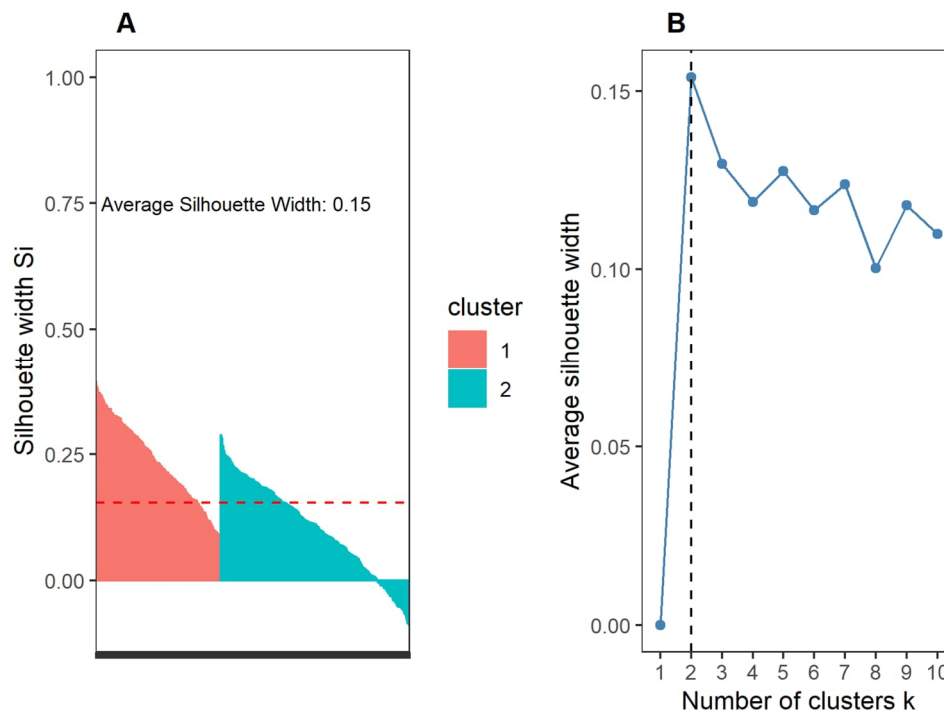 A
Silhouette width Si
1.00
0.75
0.50
0.25
0.00
Average Silhouette Width: 0.15
cluster
1
2
B
Average silhouette width
0.15
0.10
0.05
0.00
1 2 3 4 5 6 7 8 9 10
Number of clusters k